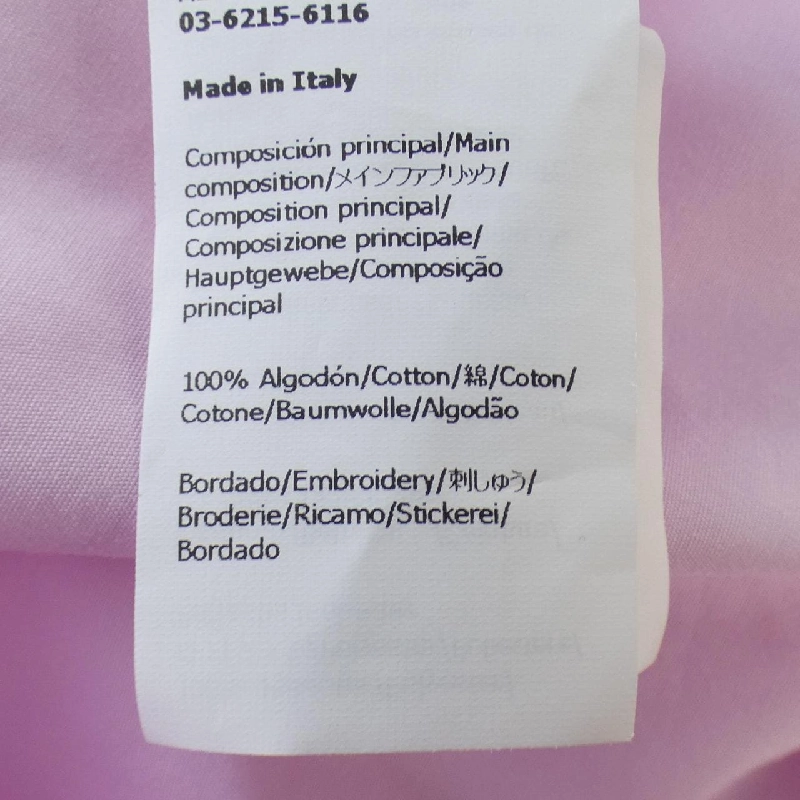 03-6215-6116
Made in Italy
Composición principal/Main
composition/メインファブリック/
Composition principal/
Composizione principale/
Hauptgewebe/Composição
principal
100% Algodón/Cotton/綿/Coton/
Cotone/Baumwolle/Algodão
Bordado/Embroidery/刺しゅう/
Broderie/Ricamo/Stickerei/
Bordado